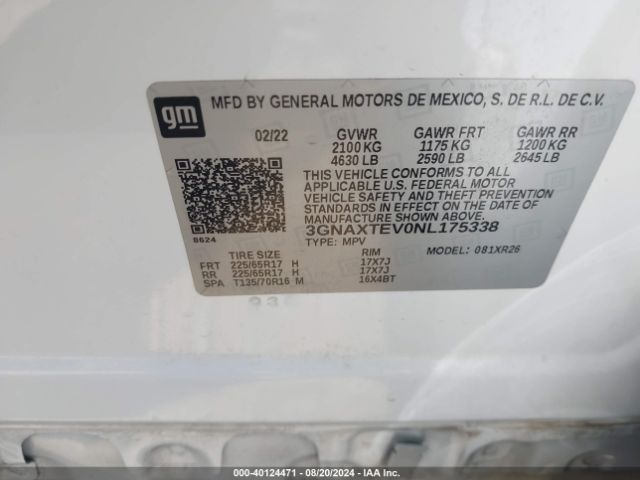 gm
MFD BY GENERAL MOTORS DE MEXICO, S. DE R.L. DE C.V.
02/22 GVWR GAWR FRT GAWR RR
2100 KG 1175 KG 1200 KG
4630 LB 2590 LB 2645 LB
THIS VEHICLE CONFORMS TO ALL
APPLICABLE U.S. FEDERAL MOTOR
VEHICLE SAFETY AND THEFT PREVENTION
STANDARDS IN EFFECT ON THE DATE OF
MANUFACTURE SHOWN ABOVE.
3GNAXTEV0NL175338
8624 TYPE: MPV MODEL: 081XR26
TIRE SIZE RIM
FRT 225/65R17 H 17X7J
RR 225/65R17 H 17X7J
SPA T135/70R16 M 16X4BT
000-40124471 - 08/20/2024 - IAA Inc.